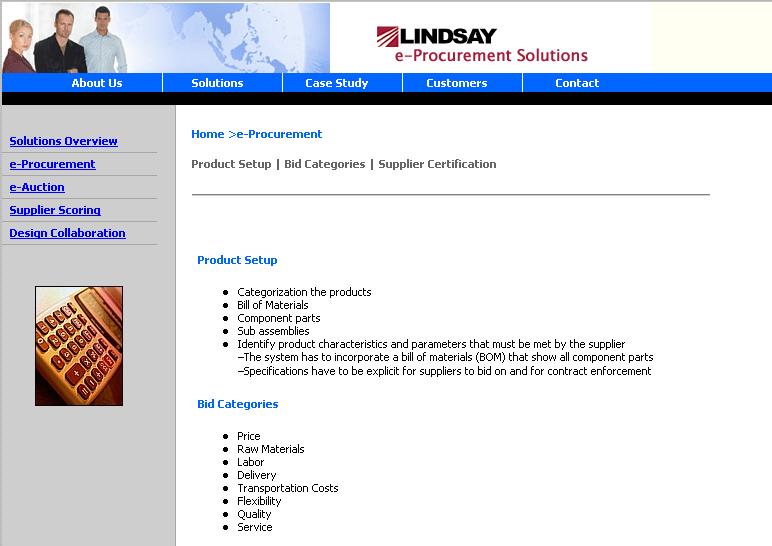 LINDSAY
e-Procurement Solutions
About Us
Solutions
Case Study
Customers
Contact
Solutions Overview
e-Procurement
e-Auction
Supplier Scoring
Design Collaboration
Home >e-Procurement
Product Setup | Bid Categories | Supplier Certification
Product Setup
● Categorization the products
● Bill of Materials
● Component parts
● Sub assemblies
● Identify product characteristics and parameters that must be met by the supplier
–The system has to incorporate a bill of materials (BOM) that show all component parts
–Specifications have to be explicit for suppliers to bid on and for contract enforcement
Bid Categories
● Price
● Raw Materials
● Labor
● Delivery
● Transportation Costs
● Flexibility
● Quality
● Service